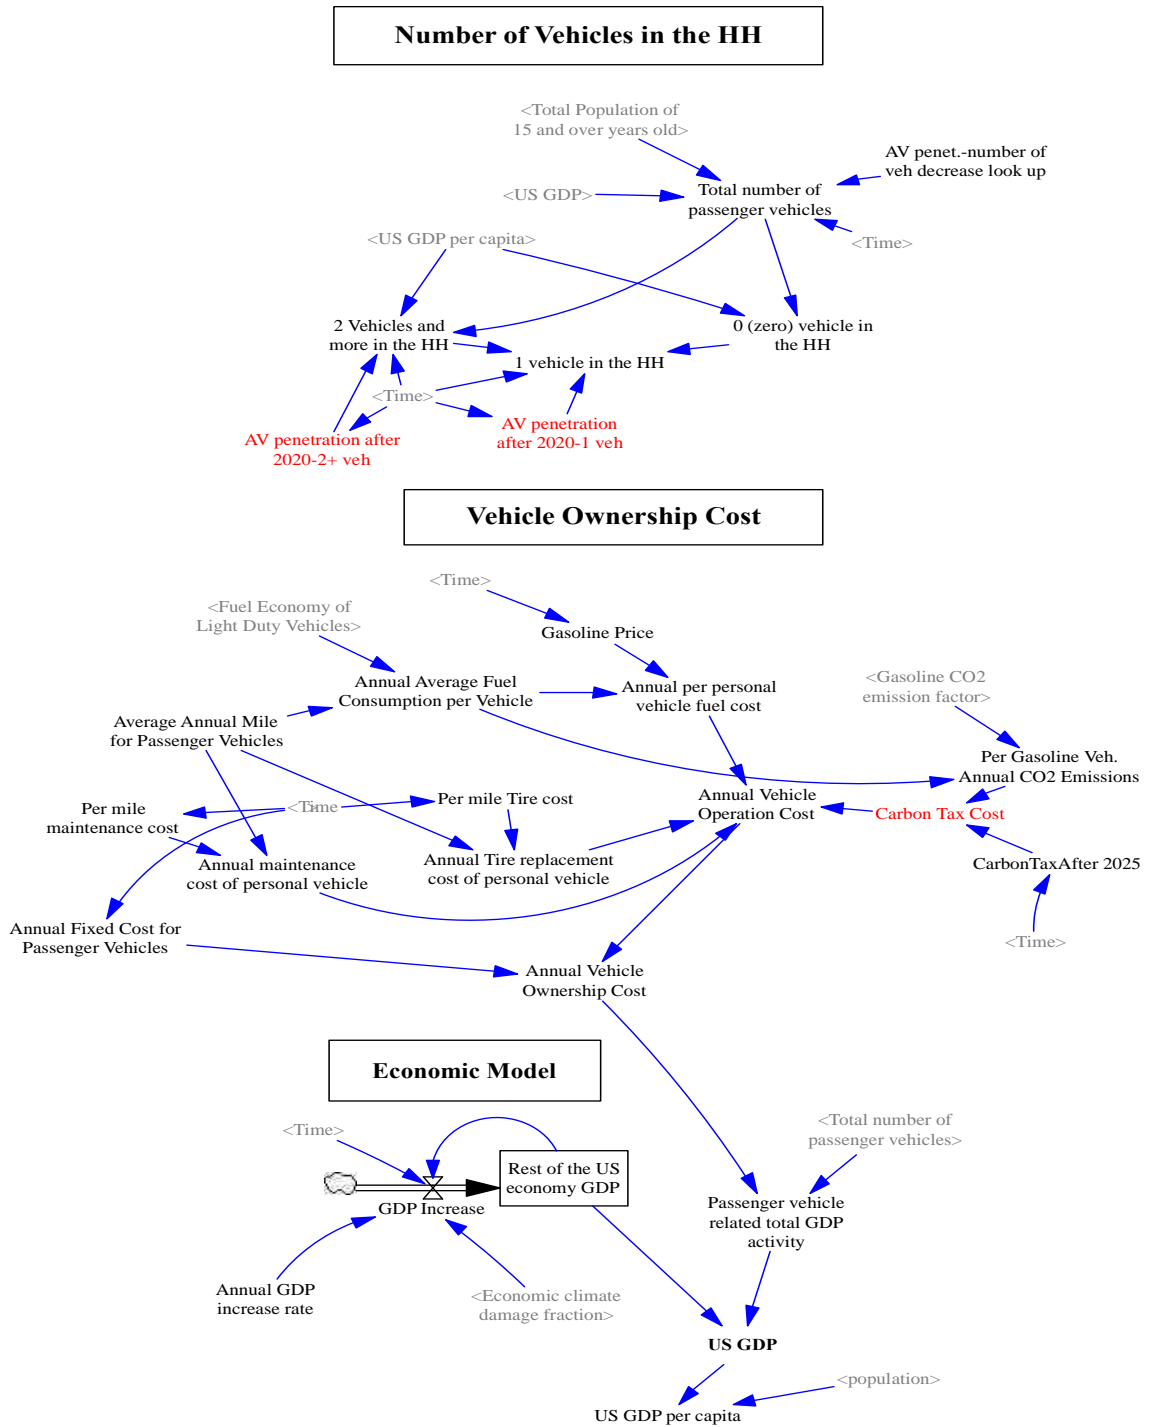 Number of Vehicles in the HH
<Total Population of
15 and over years old>
AV penet.-number of
veh decrease look up
<US GDP>
Total number of
passenger vehicles
<US GDP per capita>
<Time>
2 Vehicles and
more in the HH
0 (zero) vehicle in
the HH
1 vehicle in the HH
<Time>
AV penetration after
2020-2+ veh
AV penetration
after 2020-1 veh
Vehicle Ownership Cost
<Time>
<Fuel Economy of
Light Duty Vehicles>
Gasoline Price
Annual Average Fuel
Consumption per Vehicle
Annual per personal
vehicle fuel cost
<Gasoline CO2
emission factor>
Average Annual Mile
for Passenger Vehicles
Per Gasoline Veh.
Annual CO2 Emissions
Per mile
maintenance cost
<Time
Per mile Tire cost
Annual Vehicle
Operation Cost
Carbon Tax Cost
Annual maintenance
cost of personal vehicle
Annual Tire replacement
cost of personal vehicle
CarbonTaxAfter 2025
Annual Fixed Cost for
Passenger Vehicles
<Time>
Annual Vehicle
Ownership Cost
Economic Model
<Time>
<Total number of
passenger vehicles>
Rest of the US
economy GDP
GDP Increase
Passenger vehicle
related total GDP
activity
Annual GDP
increase rate
<Economic climate
damage fraction>
US GDP
<population>
US GDP per capita